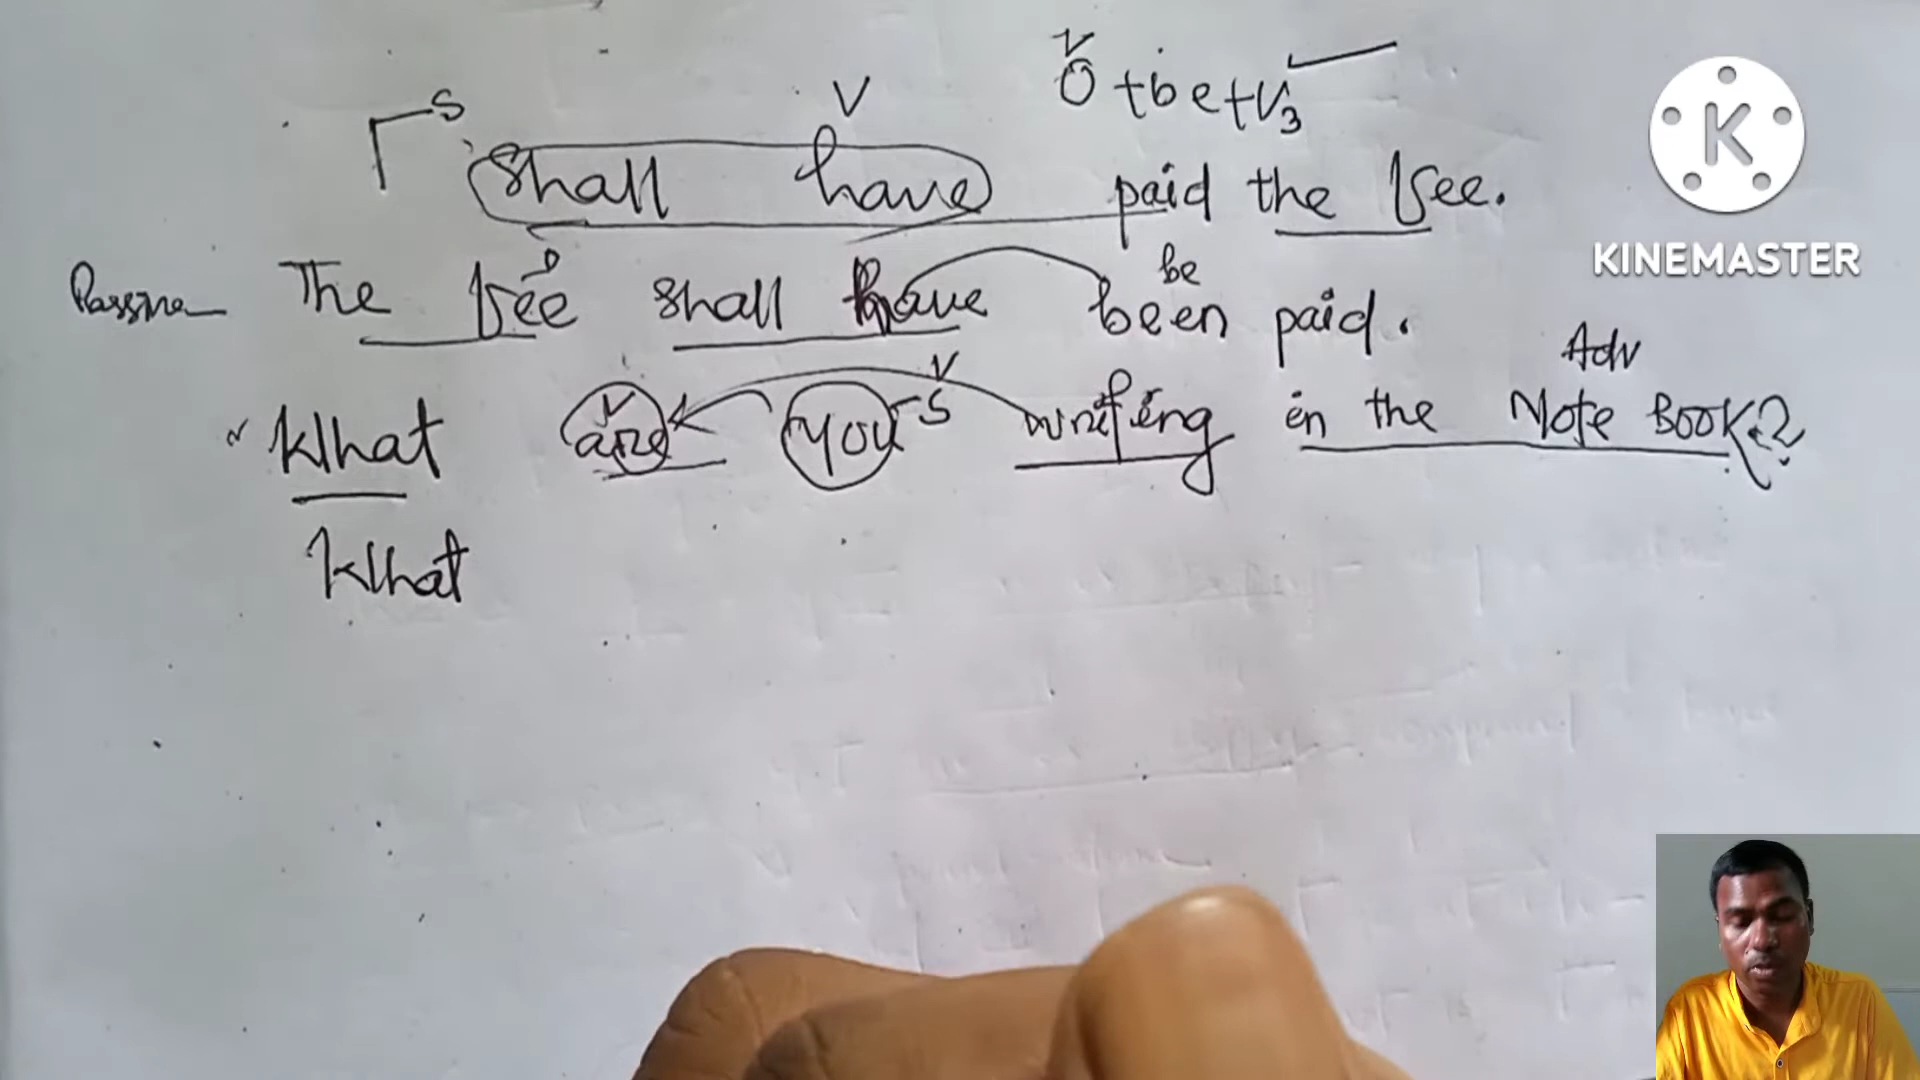 V
O + be + V3
S V
I shall have paid the fee.
be
Passive The fee shall have been paid.
Adv
V S V
What are you writing in the Note Book?
What
K
KINEMASTER